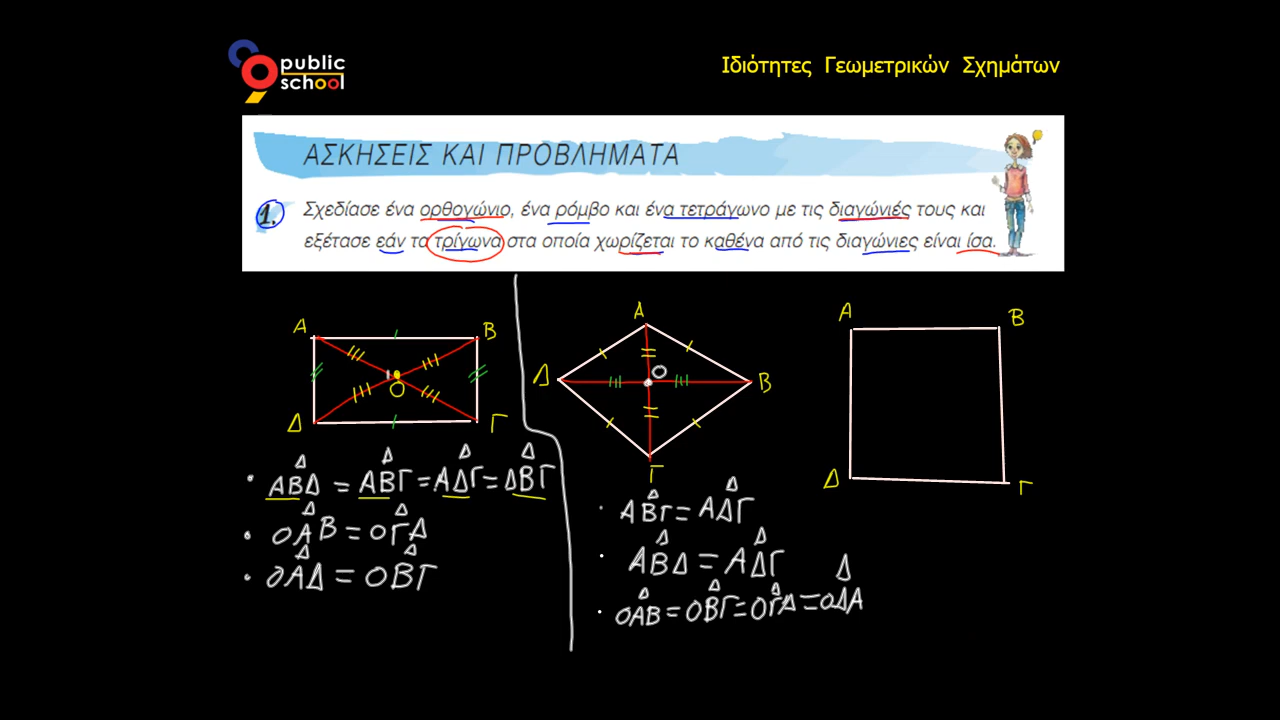 public
school
Ιδιότητες Γεωμετρικών Σχημάτων
ΑΣΚΗΣΕΙΣ ΚΑΙ ΠΡΟΒΛΗΜΑΤΑ
1. Σχεδίασε ένα ορθογώνιο, ένα ρόμβο και ένα τετράγωνο με τις διαγώνιές τους και
εξέτασε εάν τα τρίγωνα στα οποία χωρίζεται το καθένα από τις διαγώνιες είναι ίσα.
Α Β
Ο
Δ Γ
Α
Δ Ο Β
Γ
Α Β
Δ Γ
· ΑΒΔ = ΑΒΓ = ΑΔΓ = ΔΒΓ
· ΟΑΒ = ΟΓΔ
· ΟΑΔ = ΟΒΓ
· ΑΒΓ = ΑΔΓ
· ΑΒΔ = ΑΔΓ
· ΟΑΒ = ΟΒΓ = ΟΓΔ = ΟΔΑ